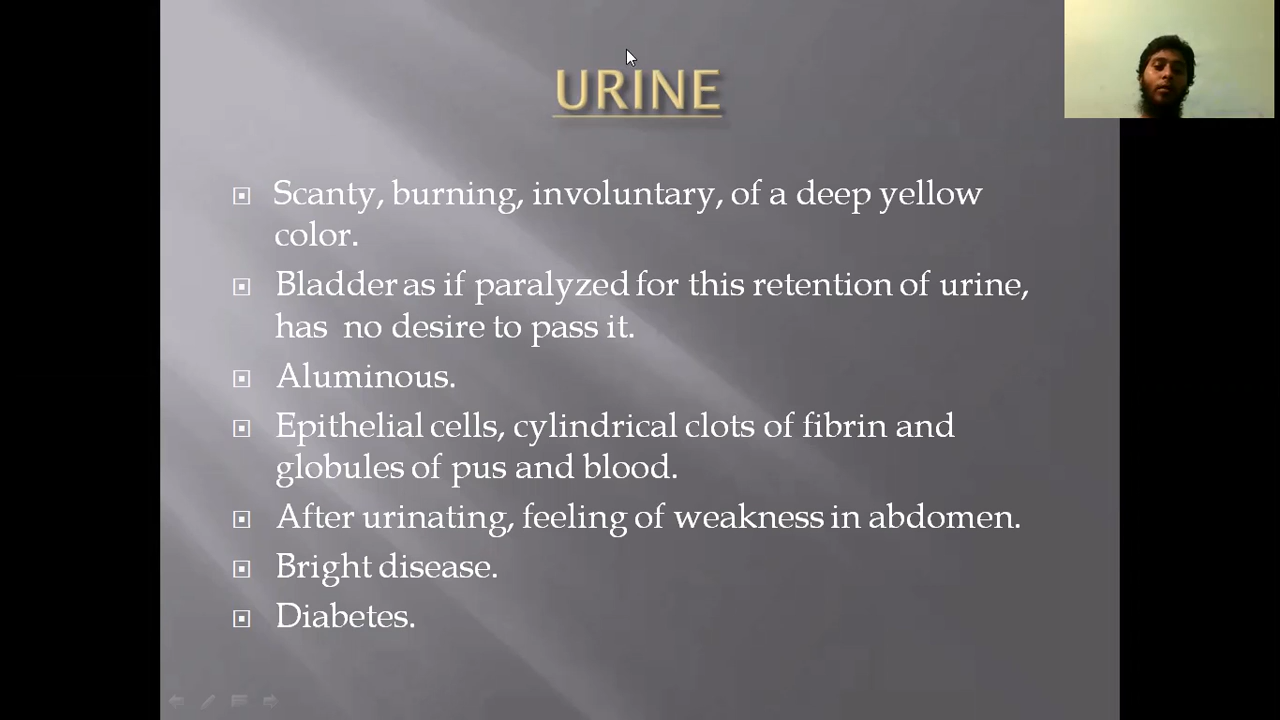 URINE
Scanty, burning, involuntary, of a deep yellow
color.
Bladder as if paralyzed for this retention of urine,
has no desire to pass it.
Aluminous.
Epithelial cells, cylindrical clots of fibrin and
globules of pus and blood.
After urinating, feeling of weakness in abdomen.
Bright disease.
Diabetes.